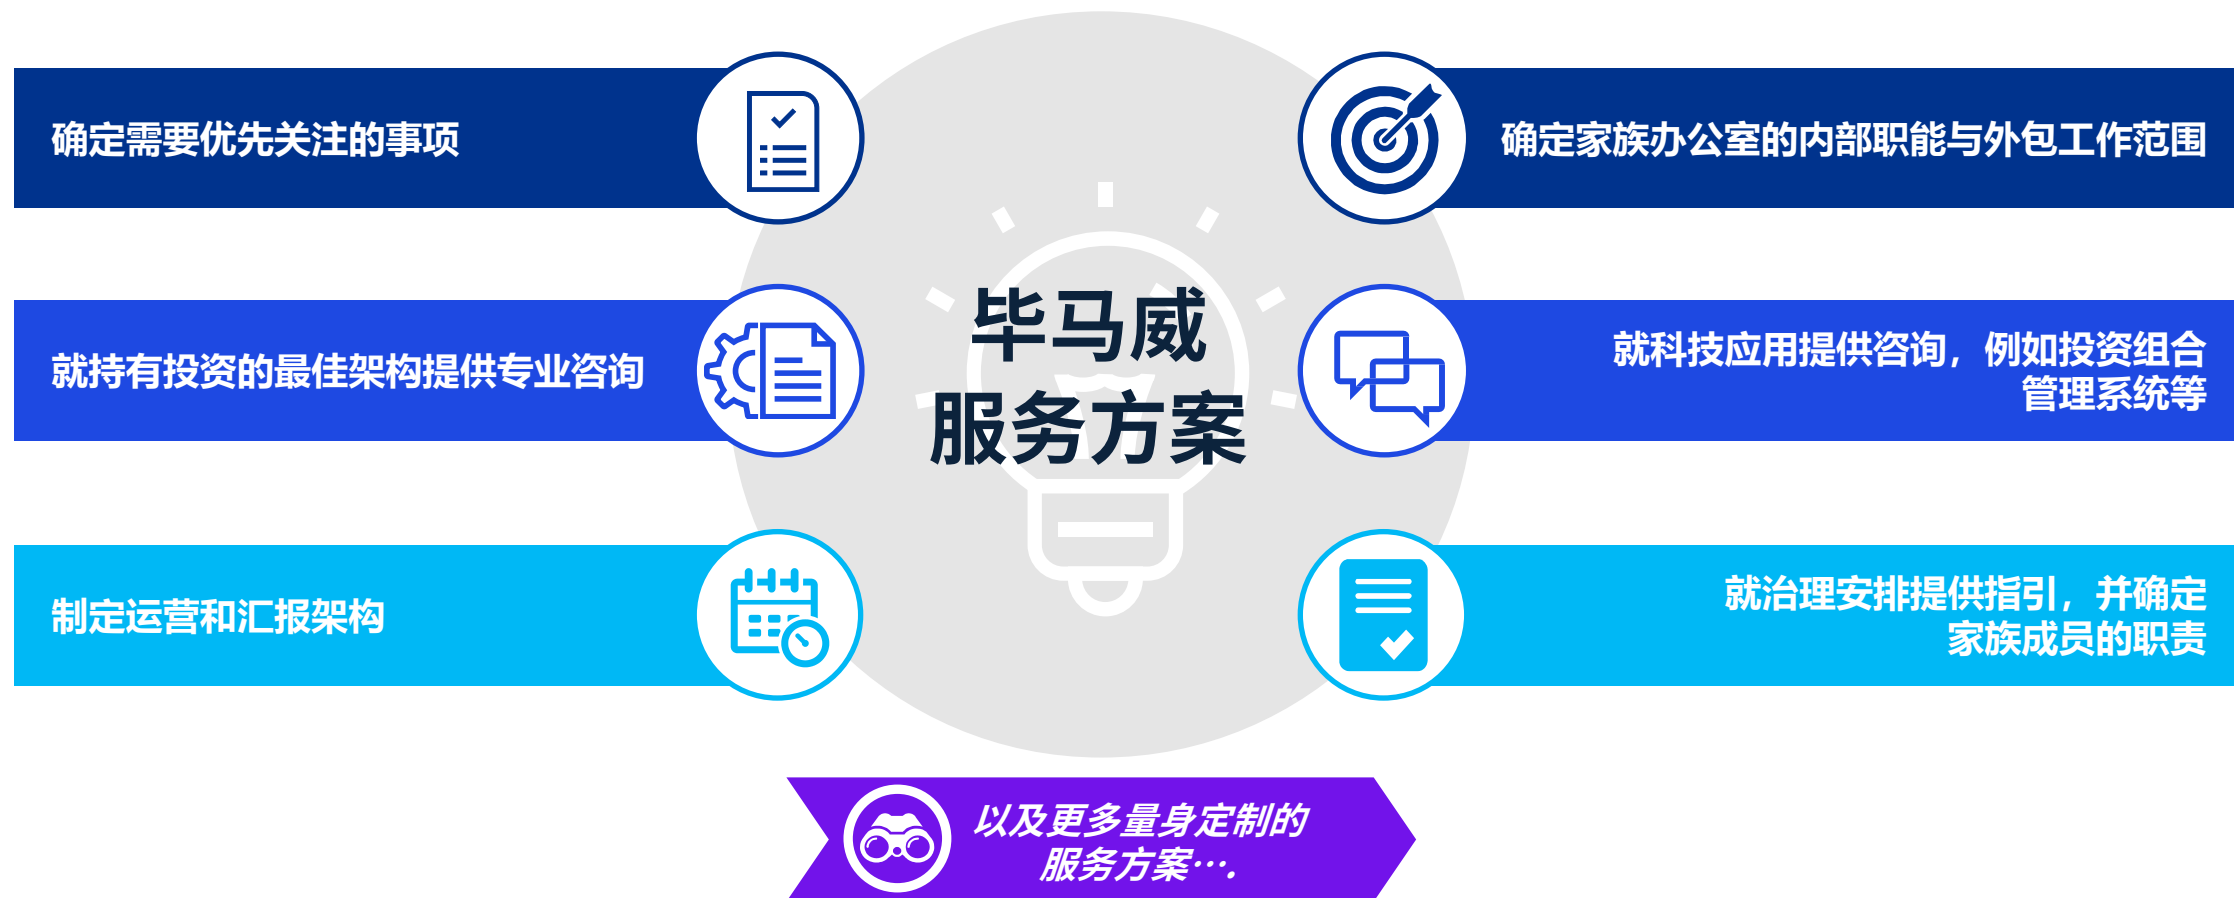 确定需要优先关注的事项
就持有投资的最佳架构提供专业咨询
制定运营和汇报架构
毕马威
服务方案
确定家族办公室的内部职能与外包工作范围
就科技应用提供咨询，例如投资组合
管理系统等
就治理安排提供指引，并确定
家族成员的职责
以及更多量身定制的
服务方案….